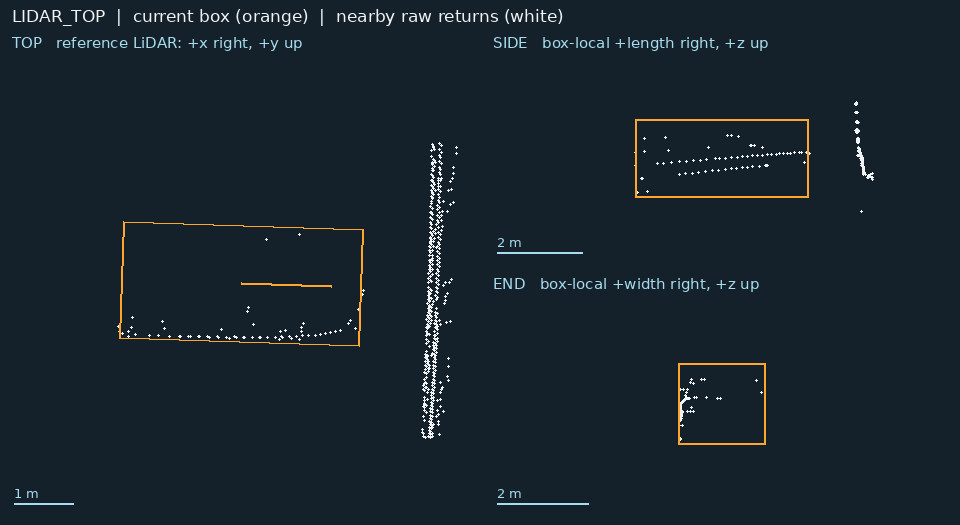 LIDAR_TOP | current box (orange) | nearby raw returns (white)
TOP reference LiDAR: +x right, +y up
SIDE box-local +length right, +z up
2 m
END box-local +width right, +z up
1 m
2 m